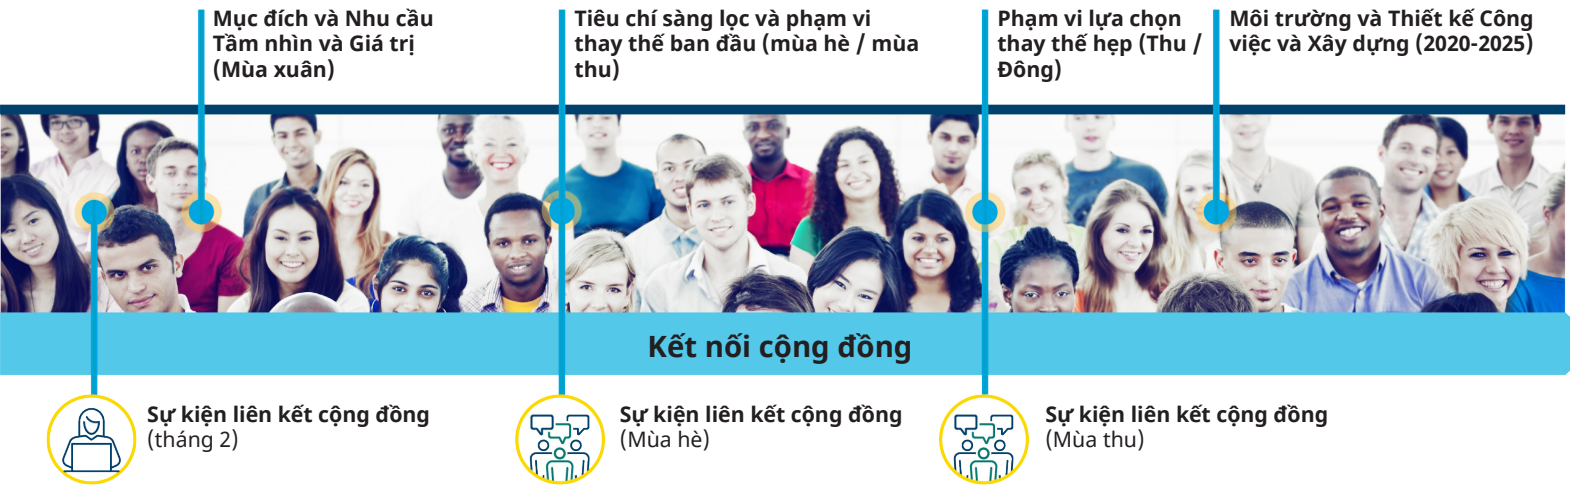 Mục đích và Nhu cầu
Tầm nhìn và Giá trị
(Mùa xuân)
Tiêu chí sàng lọc và phạm vi
thay thế ban đầu (mùa hè / mùa
thu)
Phạm vi lựa chọn
thay thế hẹp (Thu /
Đông)
Môi trường và Thiết kế Công
việc và Xây dựng (2020-2025)
Kết nối cộng đồng
Sự kiện liên kết cộng đồng
(tháng 2)
Sự kiện liên kết cộng đồng
(Mùa hè)
Sự kiện liên kết cộng đồng
(Mùa thu)